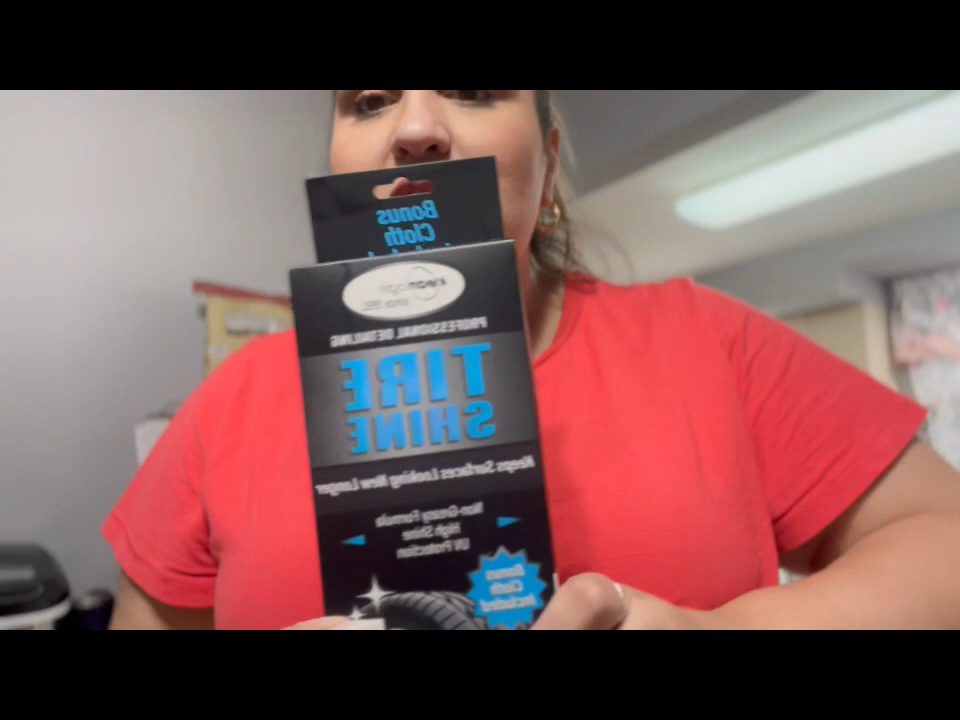 Bonus
Cloth
since
PROFESSIONAL DETAILING
TIRE
SHINE
Keeps Surfaces Looking New Longer
Non-Greasy Formula
High Shine
UV Protection
Bonus
Cloth
Included